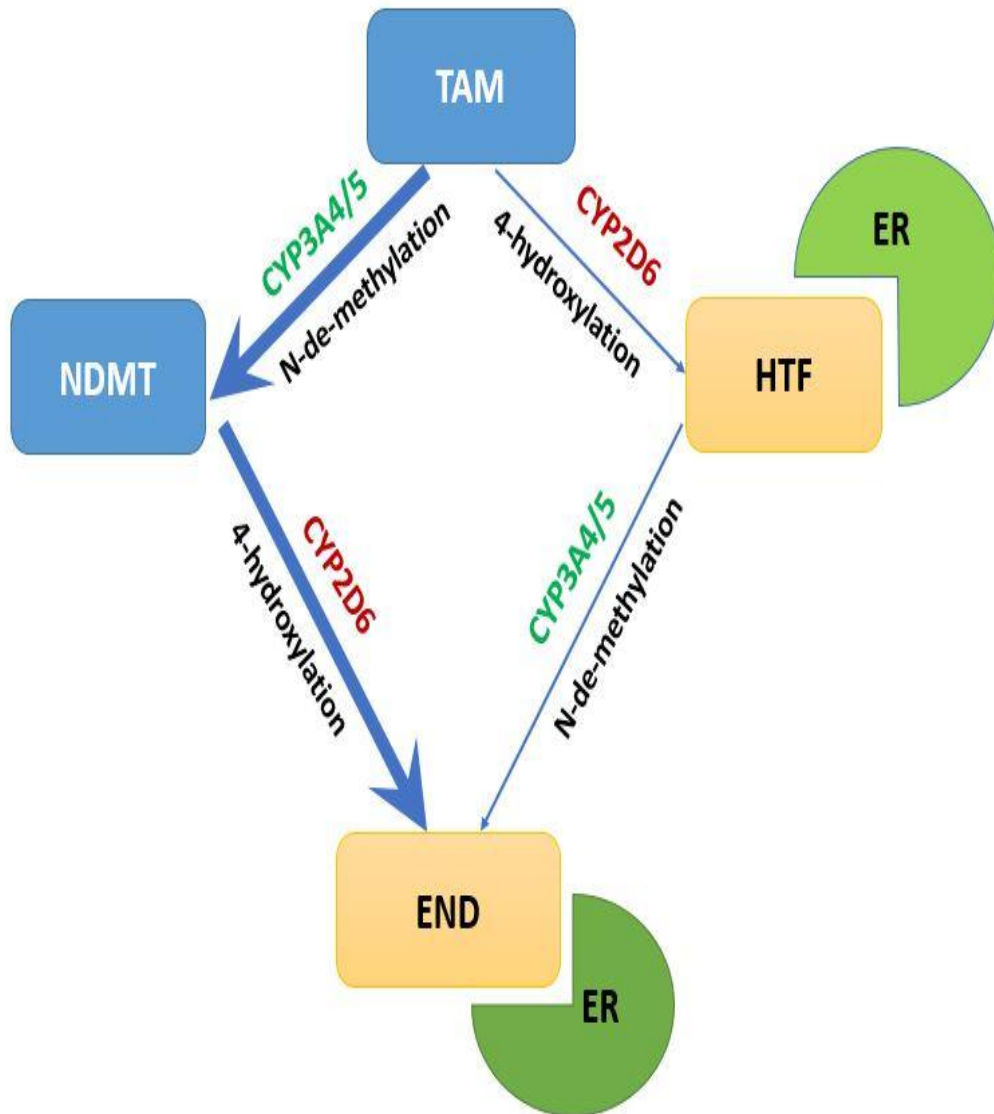 TAM
CYP3A4/5
N-de-methylation
CYP2D6
4-hydroxylation
ER
NDMT
HTF
4-hydroxylation
CYP2D6
CYP3A4/5
N-de-methylation
END
ER